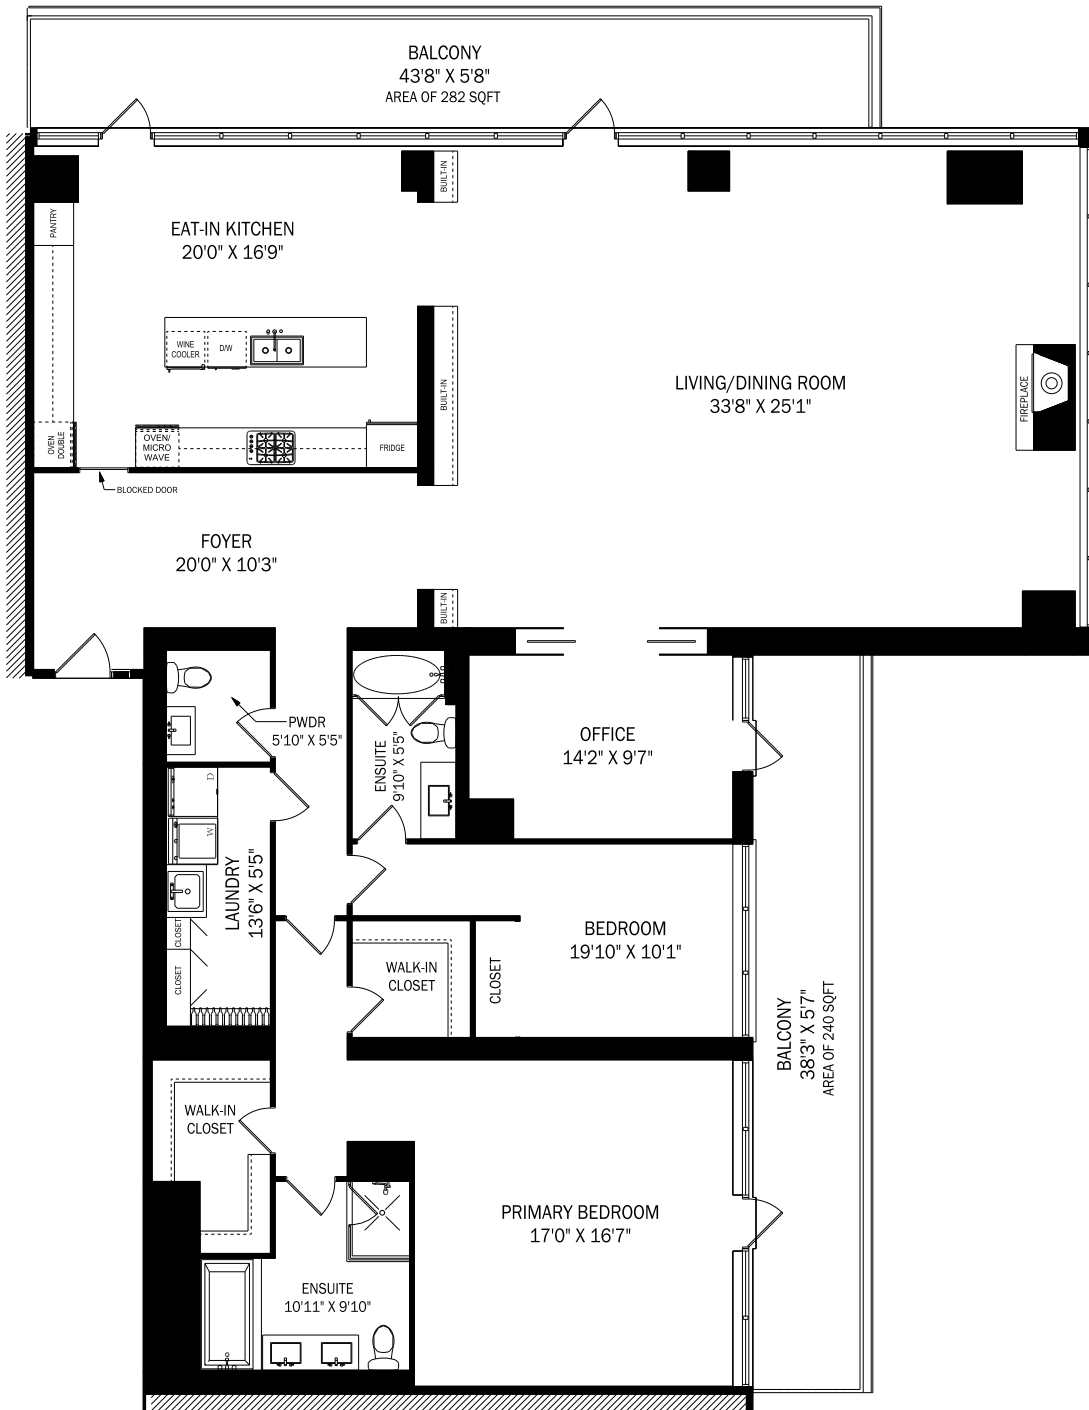 BALCONY
43'8" X 5'8"
AREA OF 282 SQFT
BUILT-IN
PANTRY
EAT-IN KITCHEN
20'0" X 16'9"
WINE
COOLER
D/W
BUILT-IN
LIVING/DINING ROOM
33'8" X 25'1"
FIREPLACE
OVEN
DOUBLE
OVEN/
MICRO
WAVE
FRIDGE
BLOCKED DOOR
FOYER
20'0" X 10'3"
BUILT-IN
PWDR
5'10" X 5'5"
ENSUITE
9'10" X 5'5"
OFFICE
14'2" X 9'7"
D
W
LAUNDRY
13'6" X 5'5"
CLOSET
CLOSET
BEDROOM
19'10" X 10'1"
WALK-IN
CLOSET
CLOSET
BALCONY
38'3" X 5'7"
AREA OF 240 SQFT
WALK-IN
CLOSET
PRIMARY BEDROOM
17'0" X 16'7"
ENSUITE
10'11" X 9'10"